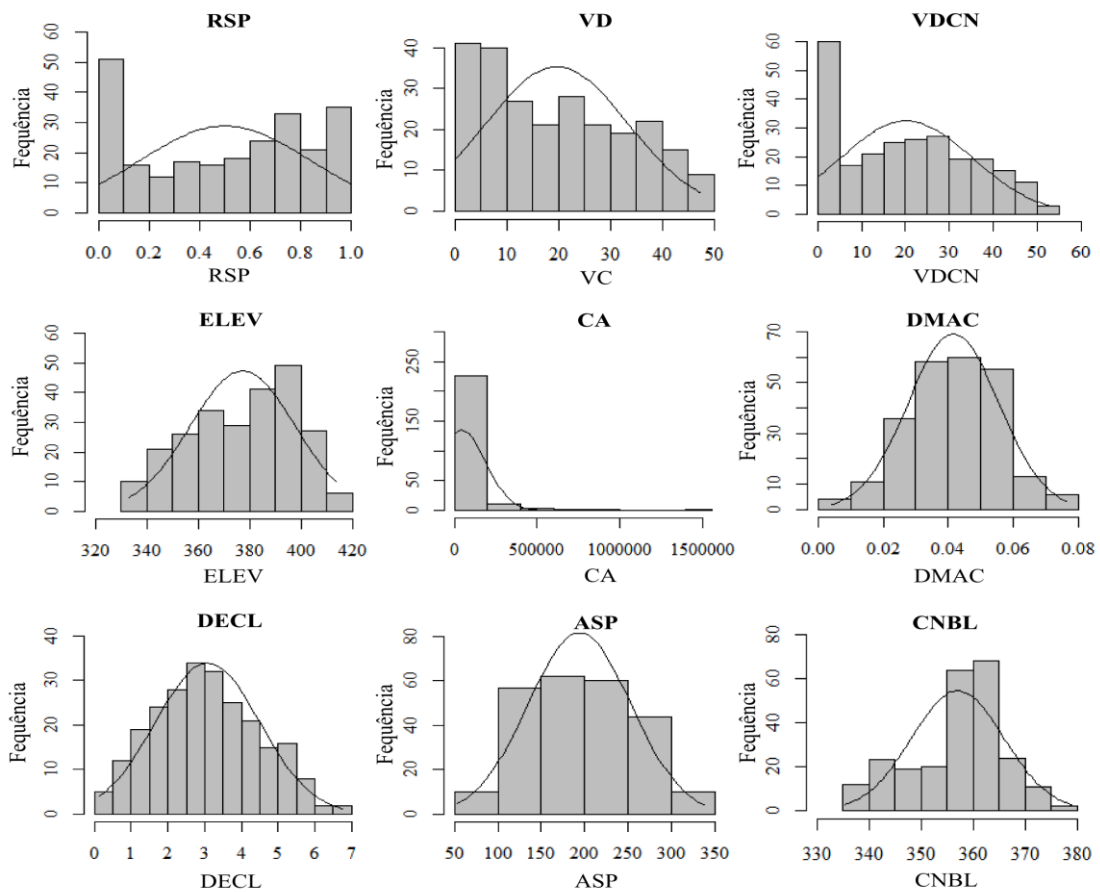 RSP
Fequência
0 10 20 30 40 50 60
0.0 0.2 0.4 0.6 0.8 1.0
RSP
VD
Fequência
0 10 20 30 40
0 10 20 30 40 50
VC
VDCN
Fequência
0 10 20 30 40 50 60
0 10 20 30 40 50 60
VDCN
ELEV
Fequência
0 10 20 30 40 50 60
320 340 360 380 400 420
ELEV
CA
Fequência
0 50 150 250
0 500000 1000000 1500000
CA
DMAC
Fequência
0 10 30 50 70
0.00 0.02 0.04 0.06 0.08
DMAC
DECL
Fequência
0 10 20 30 40
0 1 2 3 4 5 6 7
DECL
ASP
Fequência
0 20 40 60 80
50 100 150 200 250 300 350
ASP
CNBL
Fequência
0 20 40 60 80
330 340 350 360 370 380
CNBL